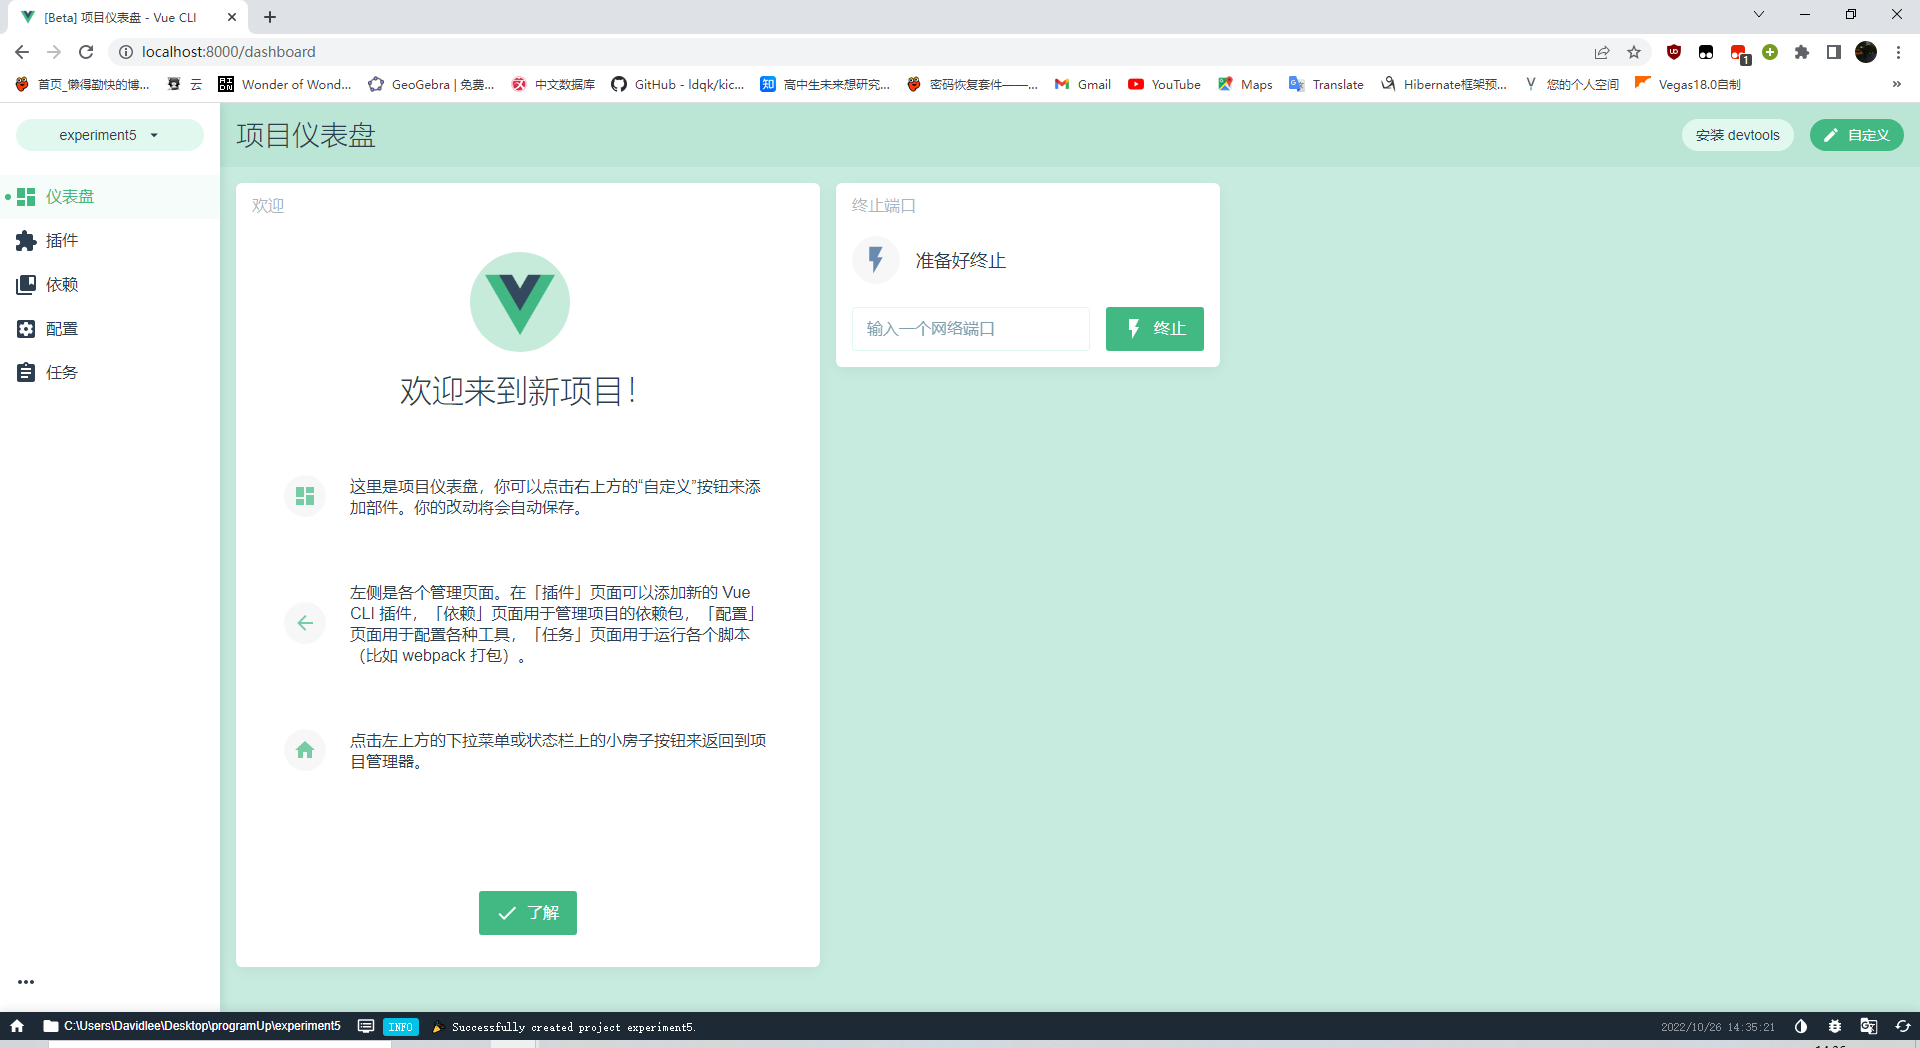 [Beta] 项目仪表盘 - Vue CLI
localhost:8000/dashboard
1
首页_懒得勤快的博...
云
Wonder of Wond...
GeoGebra | 免费...
中文数据库
GitHub - ldqk/kic...
知 高中生未来想研究...
密码恢复套件——...
Gmail
YouTube
Maps
Translate
Hibernate框架预...
您的个人空间
Vegas18.0自制
»
experiment5
项目仪表盘
安装 devtools
自定义
仪表盘
插件
依赖
配置
任务
欢迎
欢迎来到新项目！
这里是项目仪表盘，你可以点击右上方的“自定义”按钮来添
加部件。你的改动将会自动保存。
左侧是各个管理页面。在「插件」页面可以添加新的 Vue
CLI 插件，「依赖」页面用于管理项目的依赖包，「配置」
页面用于配置各种工具，「任务」页面用于运行各个脚本
（比如 webpack 打包）。
点击左上方的下拉菜单或状态栏上的小房子按钮来返回到项
目管理器。
了解
终止端口
准备好终止
输入一个网络端口
终止
C:\Users\Davidlee\Desktop\programUp\experiment5
INFO
Successfully created project experiment5.
2022/10/26 14:35:21